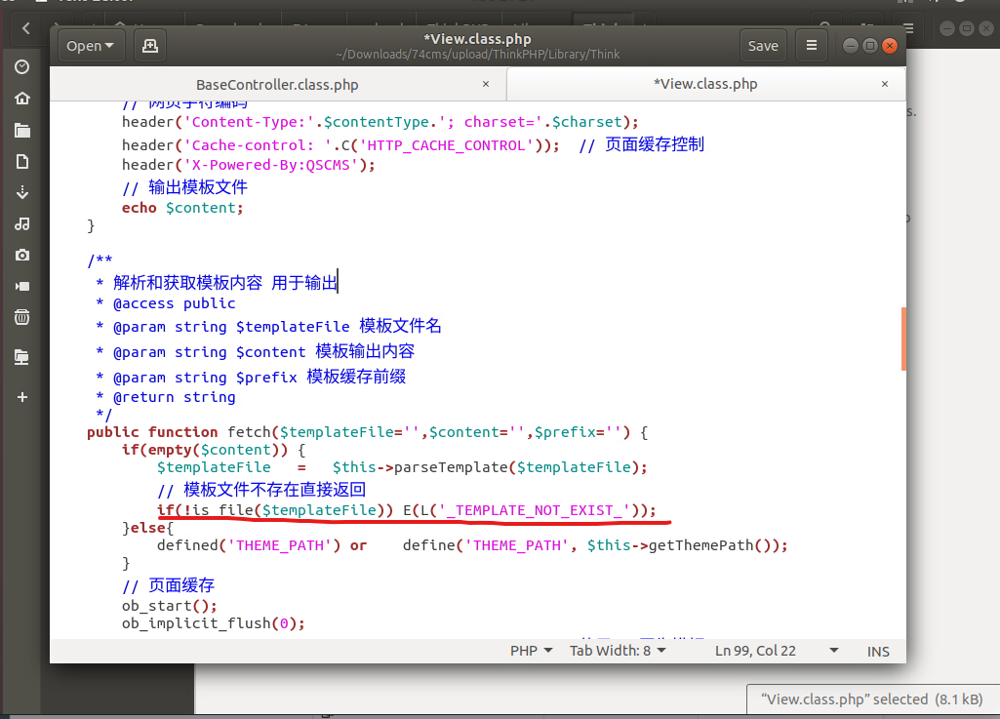 Open
*View.class.php
~/Downloads/74cms/upload/ThinkPHP/Library/Think
Save
BaseController.class.php ×
*View.class.php ×
// 网页字符编码
header('Content-Type:'.$contentType.'; charset='.$charset);
header('Cache-control: '.C('HTTP_CACHE_CONTROL')); // 页面缓存控制
header('X-Powered-By:QSCMS');
// 输出模板文件
echo $content;
}
/**
* 解析和获取模板内容 用于输出
* @access public
* @param string $templateFile 模板文件名
* @param string $content 模板输出内容
* @param string $prefix 模板缓存前缀
* @return string
*/
public function fetch($templateFile='',$content='',$prefix='') {
if(empty($content)) {
$templateFile = $this->parseTemplate($templateFile);
// 模板文件不存在直接返回
if(!is_file($templateFile)) E(L('_TEMPLATE_NOT_EXIST_'));
}else{
defined('THEME_PATH') or define('THEME_PATH', $this->getThemePath());
}
// 页面缓存
ob_start();
ob_implicit_flush(0);
PHP Tab Width: 8 Ln 99, Col 22 INS
“View.class.php” selected (8.1 kB)